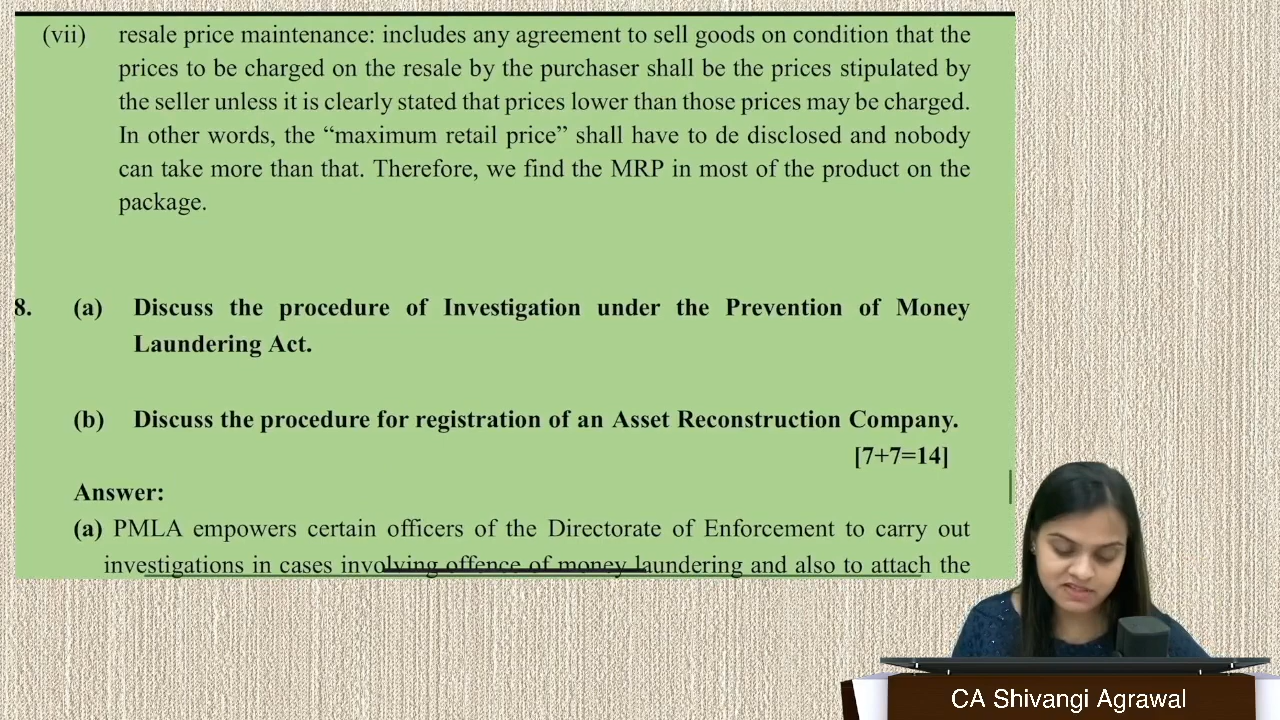 (vii) resale price maintenance: includes any agreement to sell goods on condition that the
prices to be charged on the resale by the purchaser shall be the prices stipulated by
the seller unless it is clearly stated that prices lower than those prices may be charged.
In other words, the “maximum retail price” shall have to de disclosed and nobody
can take more than that. Therefore, we find the MRP in most of the product on the
package.
8. (a) Discuss the procedure of Investigation under the Prevention of Money
Laundering Act.
(b) Discuss the procedure for registration of an Asset Reconstruction Company.
[7+7=14]
Answer:
(a) PMLA empowers certain officers of the Directorate of Enforcement to carry out
investigations in cases involving offence of money laundering and also to attach the
CA Shivangi Agrawal